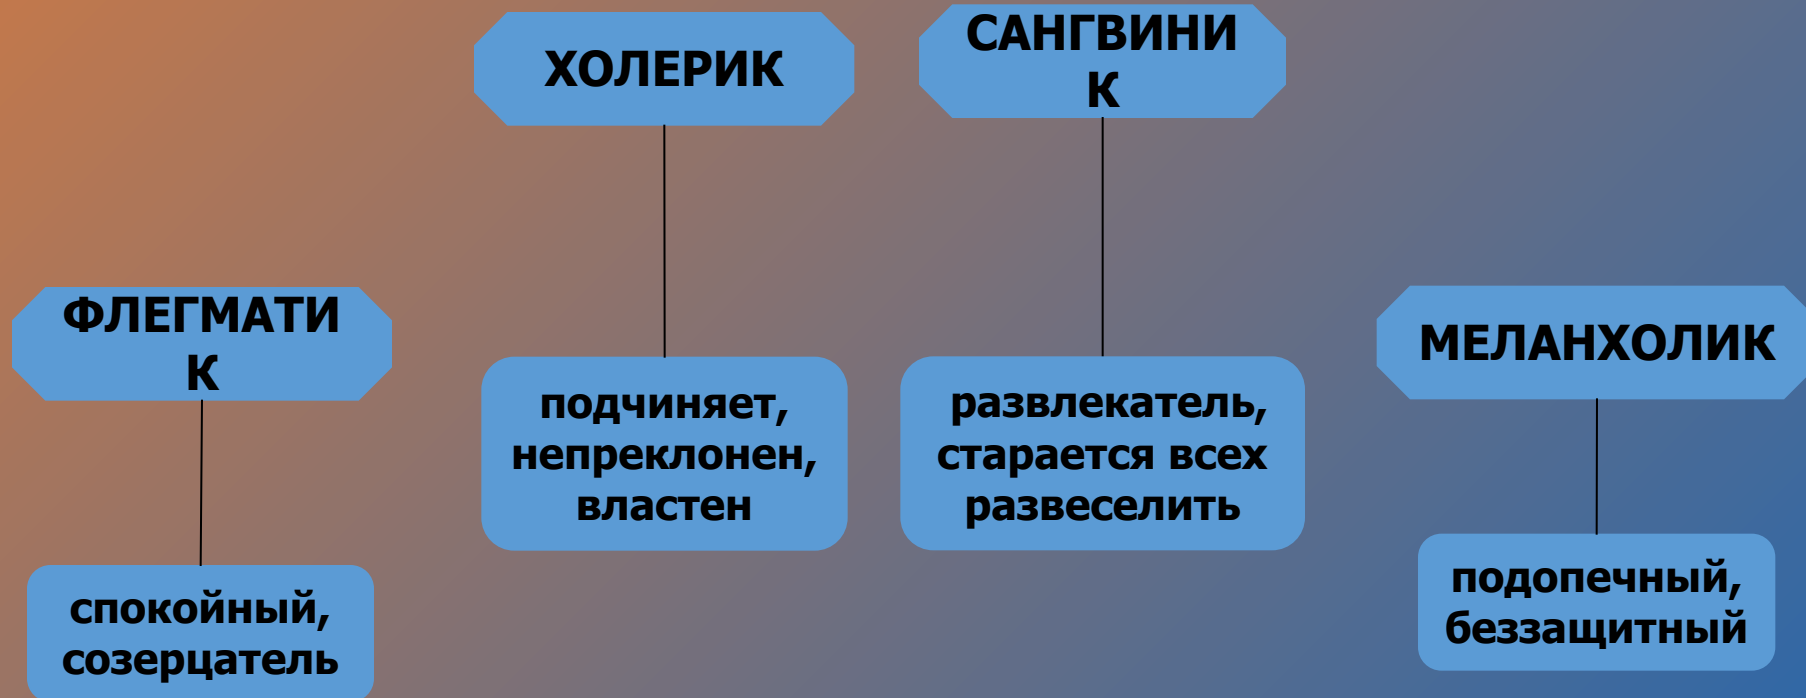 ХОЛЕРИК
САНГВИНИ
К
ФЛЕГМАТИ
К
МЕЛАНХОЛИК
подчиняет,
непреклонен,
властен
развлекатель,
старается всех
развеселить
спокойный,
созерцатель
подопечный,
беззащитный